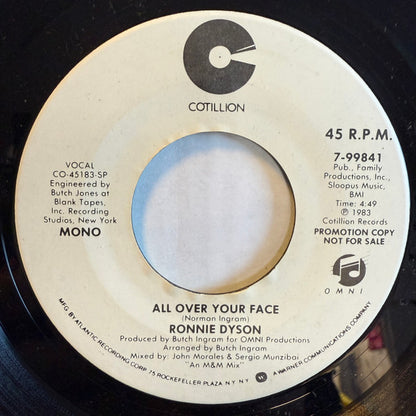 COTILLION
45 R.P.M.
VOCAL
CO-45183-SP
Engineered by
Butch Jones at
Blank Tapes,
Inc. Recording
Studios, New York
MONO
7-99841
Pub., Family
Productions, Inc.,
Sloopus Music,
BMI
Time: 4:49
Ⓟ 1983
Cotillion Records
PROMOTION COPY
NOT FOR SALE
OMNI
ALL OVER YOUR FACE
(Norman Ingram)
RONNIE DYSON
Produced by Butch Ingram for OMNI Productions
Arranged by Butch Ingram
Mixed by: John Morales & Sergio Munzibai
"An M&M Mix"
MFG BY ATLANTIC RECORDING CORP. 75 ROCKEFELLER PLAZA NY NY W A WARNER COMMUNICATIONS COMPANY